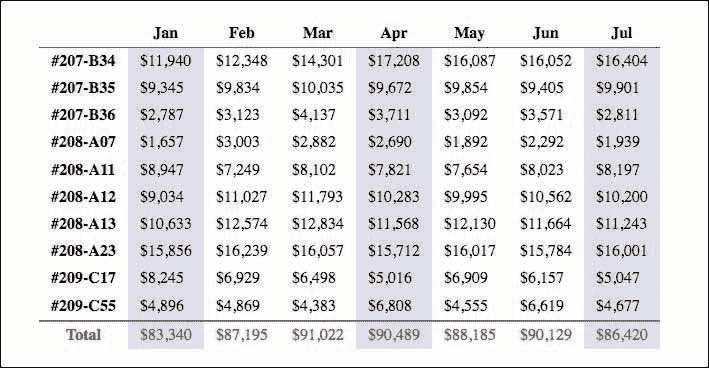 Jan Feb Mar Apr May Jun Jul
#207-B34 $11,940 $12,348 $14,301 $17,208 $16,087 $16,052 $16,404
#207-B35 $9,345 $9,834 $10,035 $9,672 $9,854 $9,405 $9,901
#207-B36 $2,787 $3,123 $4,137 $3,711 $3,092 $3,571 $2,811
#208-A07 $1,657 $3,003 $2,882 $2,690 $1,892 $2,292 $1,939
#208-A11 $8,947 $7,249 $8,102 $7,821 $7,654 $8,023 $8,197
#208-A12 $9,034 $11,027 $11,793 $10,283 $9,995 $10,562 $10,200
#208-A13 $10,633 $12,574 $12,834 $11,568 $12,130 $11,664 $11,243
#208-A23 $15,856 $16,239 $16,057 $15,712 $16,017 $15,784 $16,001
#209-C17 $8,245 $6,929 $6,498 $5,016 $6,909 $6,157 $5,047
#209-C55 $4,896 $4,869 $4,383 $6,808 $4,555 $6,619 $4,677
Total $83,340 $87,195 $91,022 $90,489 $88,185 $90,129 $86,420